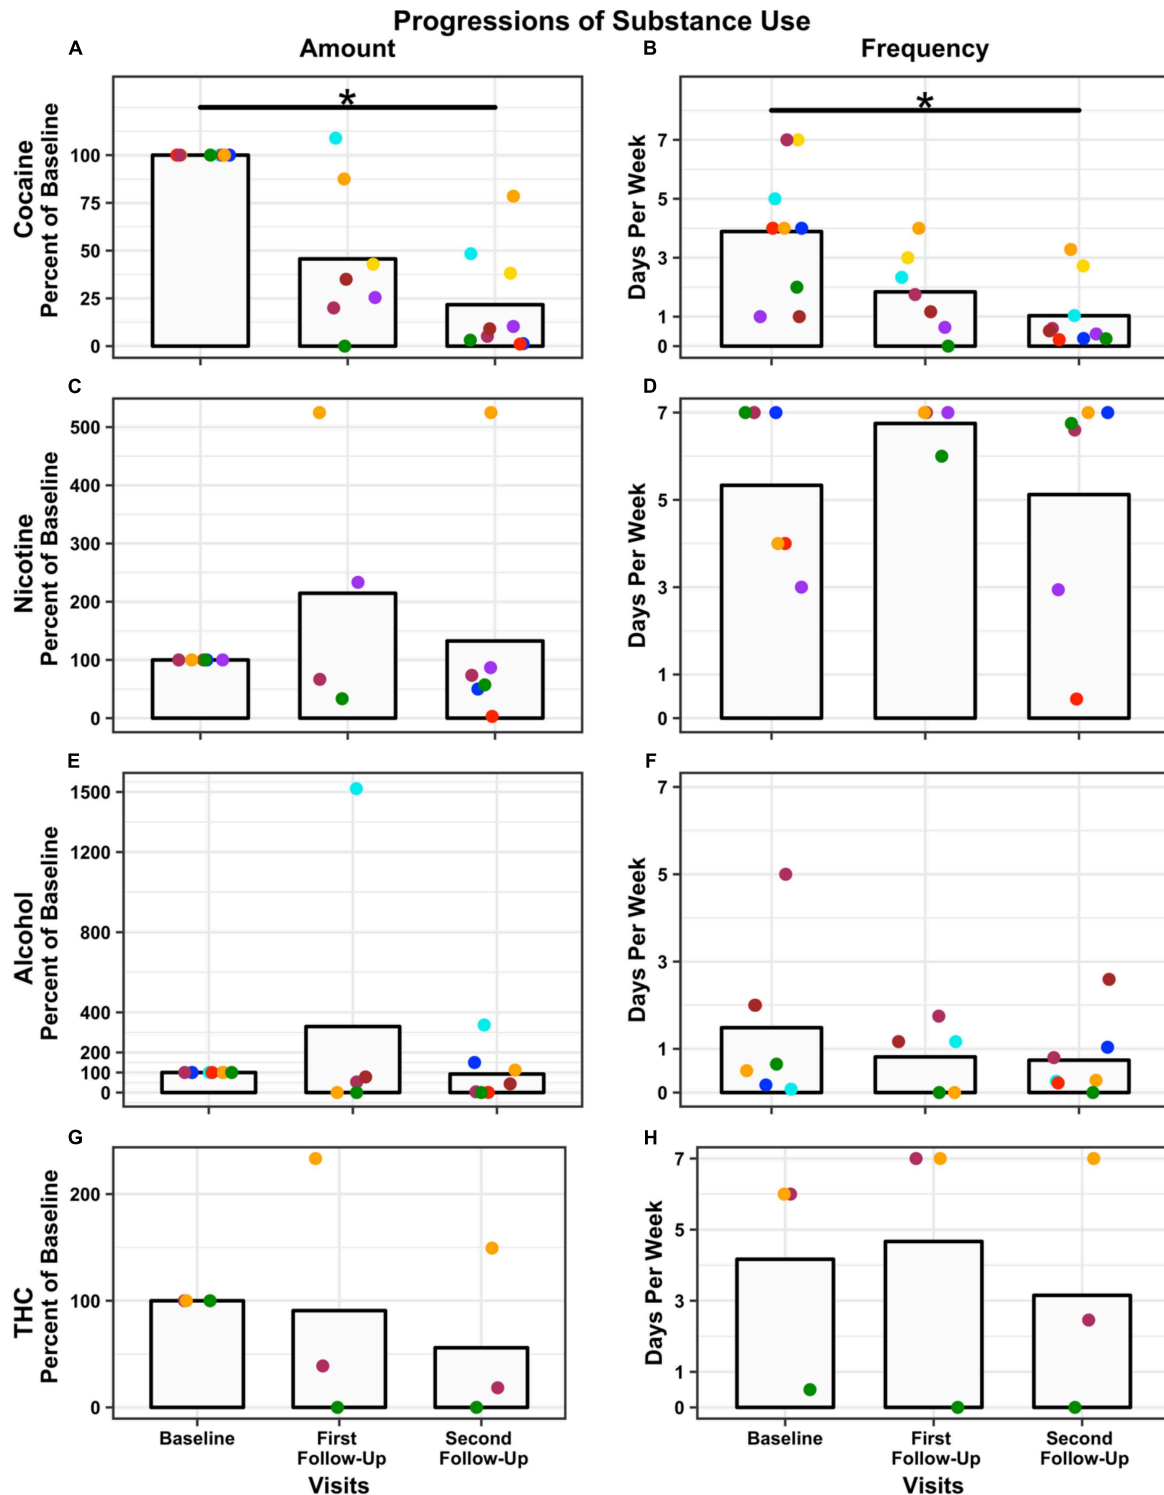 Progressions of Substance Use
A
Amount
B
Frequency
Cocaine
Percent of Baseline
100
75
50
25
0
*
Days Per Week
7
5
3
1
0
*
C
Nicotine
Percent of Baseline
500
400
300
200
100
0
D
Days Per Week
7
5
3
1
0
E
Alcohol
Percent of Baseline
1500
1200
800
400
200
100
0
F
Days Per Week
7
5
3
1
0
G
THC
Percent of Baseline
200
100
0
Baseline
First
Follow-Up
Second
Follow-Up
Visits
H
Days Per Week
7
5
3
1
0
Baseline
First
Follow-Up
Second
Follow-Up
Visits